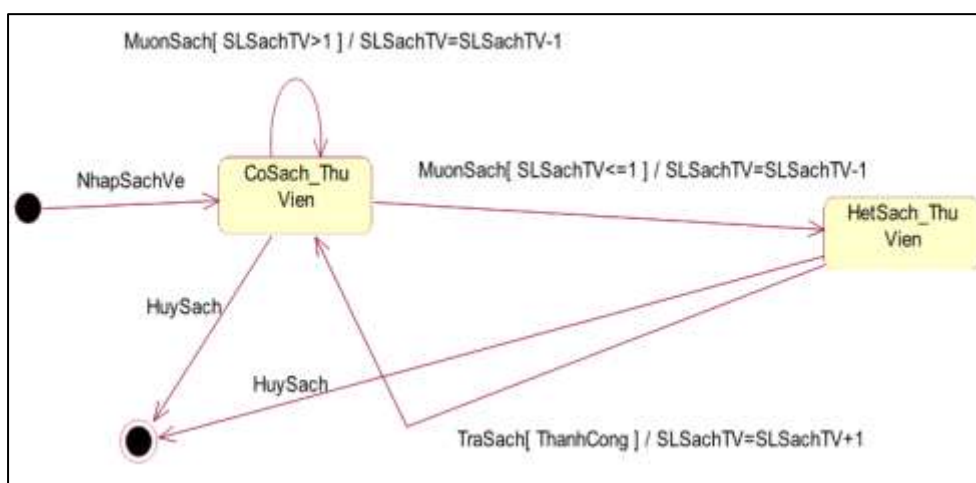 MuonSach[ SLSachTV>1 ] / SLSachTV=SLSachTV-1
NhapSachVe
CoSach_Thu
Vien
MuonSach[ SLSachTV<=1 ] / SLSachTV=SLSachTV-1
HetSach_Thu
Vien
HuySach
HuySach
TraSach[ ThanhCong ] / SLSachTV=SLSachTV+1